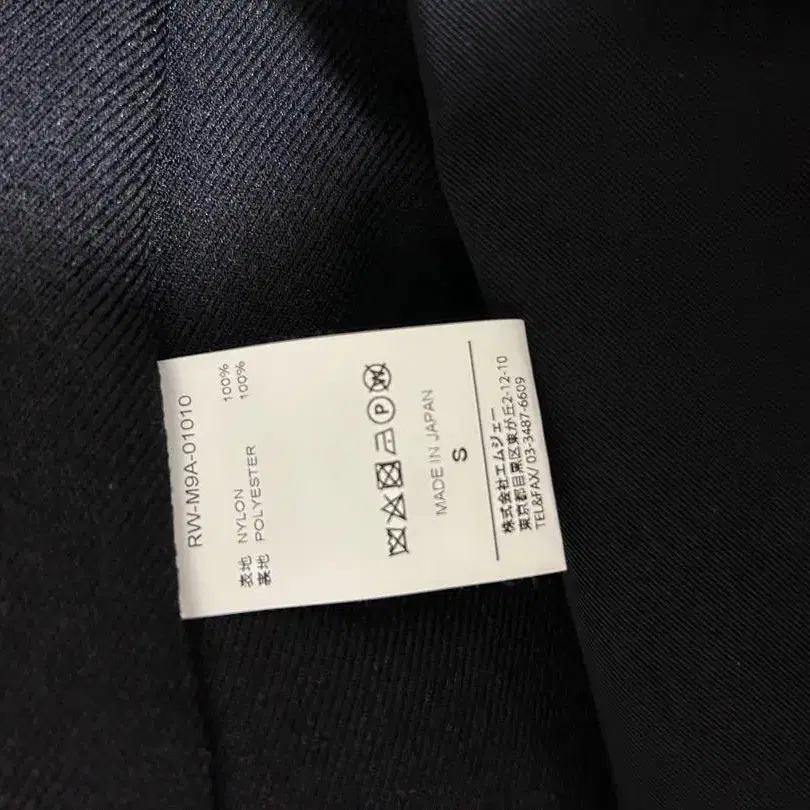 RW-M9A-01010
表地 NYLON 100%
裏地 POLYESTER 100%
P W
MADE IN JAPAN
S
株式会社エムジェー
東京都目黒区東が丘2-12-10
TEL&FAX/ 03-3487-6609